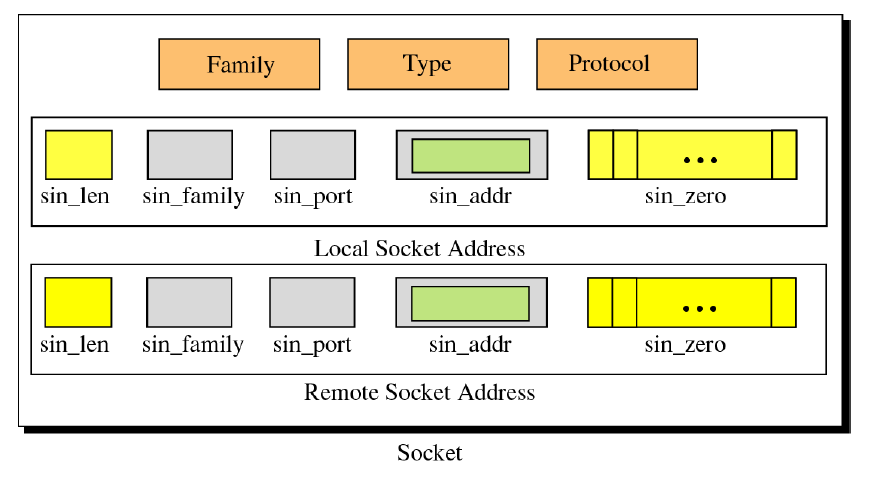 Family Type Protocol
sin_len sin_family sin_port sin_addr sin_zero
Local Socket Address
sin_len sin_family sin_port sin_addr sin_zero
Remote Socket Address
Socket